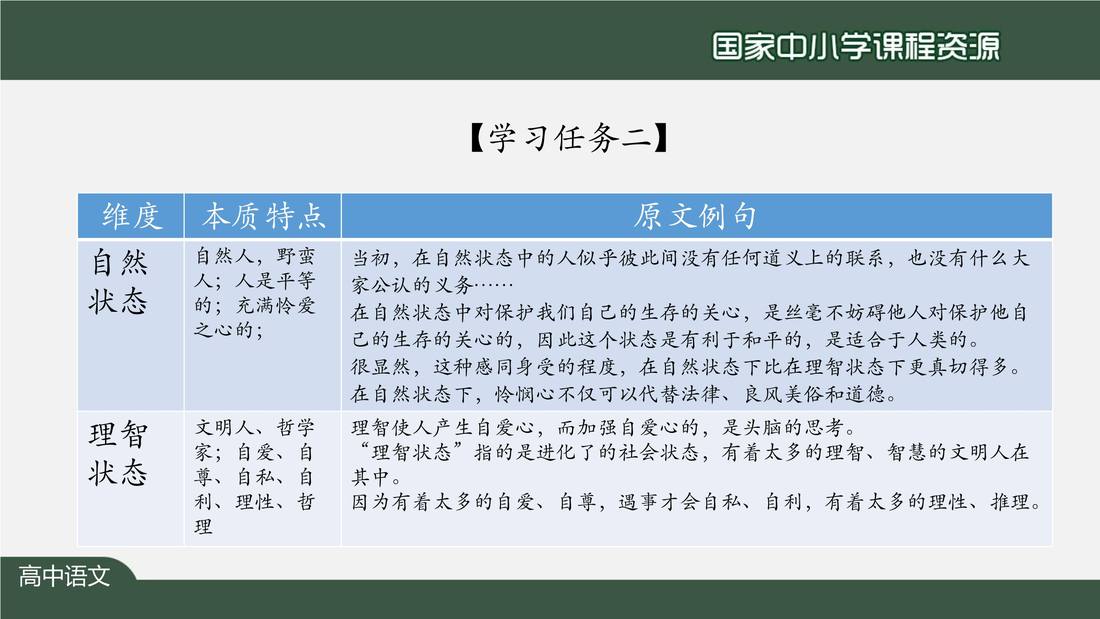 国家中小学课程资源
【学习任务二】
维度 本质特点 原文例句
自然
状态
自然人，野蛮
人；人是平等
的；充满怜爱
之心的；
当初，在自然状态中的人似乎彼此间没有任何道义上的联系，也没有什么大
家公认的义务……
在自然状态中对保护我们自己的生存的关心，是丝毫不妨碍他人对保护他自
己的生存的关心的，因此这个状态是有利于和平的，是适合于人类的。
很显然，这种感同身受的程度，在自然状态下比在理智状态下更真切得多。
在自然状态下，怜悯心不仅可以代替法律、良风美俗和道德。
理智
状态
文明人、哲学
家；自爱、自
尊、自私、自
利、理性、哲
理
理智使人产生自爱心，而加强自爱心的，是头脑的思考。
“理智状态”指的是进化了的社会状态，有着太多的理智、智慧的文明人在
其中。
因为有着太多的自爱、自尊，遇事才会自私、自利，有着太多的理性、推理。
高中语文